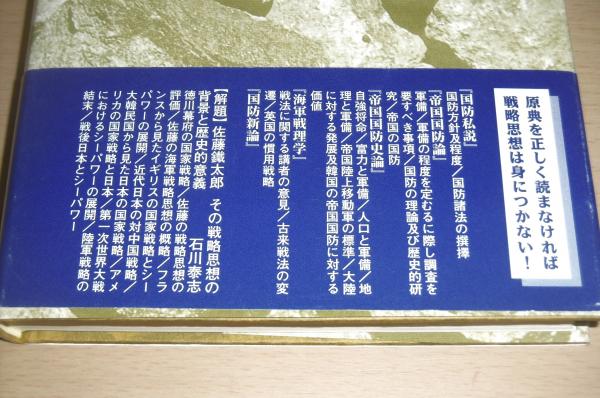 原典を正しく読まなければ
戦略思想は身につかない！
『国防私説』
国防方針及程度／国防諸法の撰擇
『帝国国防論』
軍備／軍備の程度を定むるに際し調査を
要すべき事項／国防の理論及び歴史的研
究／帝国の国防
『帝国国防史論』
自強将命／富力と軍備／人口と軍備／地
理と軍備／帝国陸上移動軍の標準／大陸
に対する発展及韓国の帝国国防に対する
価値
『海軍戦理学』
戦法に関する講者の意見／古来戦法の変
遷／英国の慣用戦略
『国防新論』
【解題】佐藤鐵太郎　その戦略思想の
背景と歴史的意義　石川泰志
徳川幕府の国家戦略／佐藤の戦略思想の
評価／佐藤の海軍戦略思想の概略／フラ
ンスから見たイギリスの国家戦略とシー
パワーの展開／近代日本の対中国戦略／
大韓民国から見た日本の国家戦略／アメ
リカの国家戦略と日本／第一次世界大戦
におけるシーパワーの展開／陸軍戦略の
結末／戦後日本とシーパワー